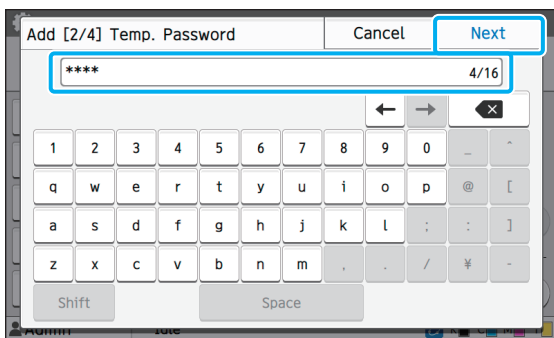 Add [2/4] Temp. Password Cancel Next
**** 4/16
← →
1 2 3 4 5 6 7 8 9 0 _ ^
q w e r t y u i o p @ [
a s d f g h j k l ; : ]
z x c v b n m , . / ¥ -
Shift Space
Admin Idle